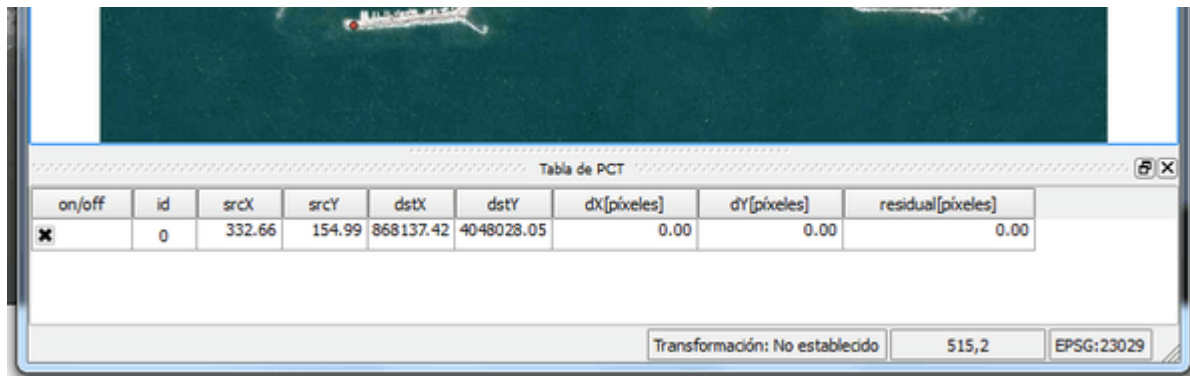 Tabla de PCT
on/off id srcX srcY dstX dstY dX[píxeles] dY[píxeles] residual[píxeles]
0 332.66 154.99 868137.42 4048028.05 0.00 0.00 0.00
Transformación: No establecido 515,2 EPSG:23029